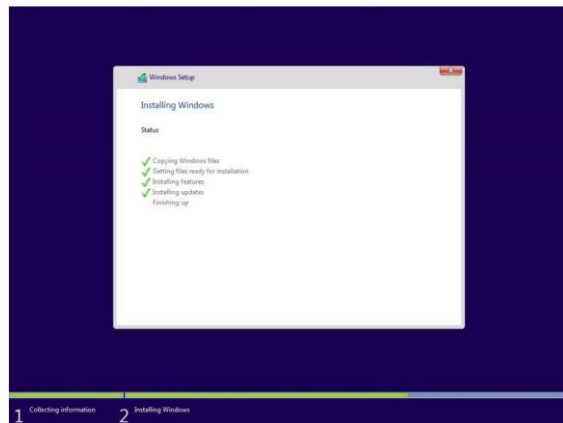 Windows Setup
Installing Windows
Status
Copying Windows files
Getting files ready for installation
Installing features
Installing updates
Finishing up
1 Collecting information
2 Installing Windows